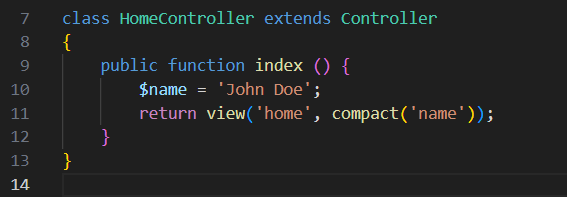 7 class HomeController extends Controller
8 {
9     public function index () {
10         $name = 'John Doe';
11         return view('home', compact('name'));
12     }
13 }
14